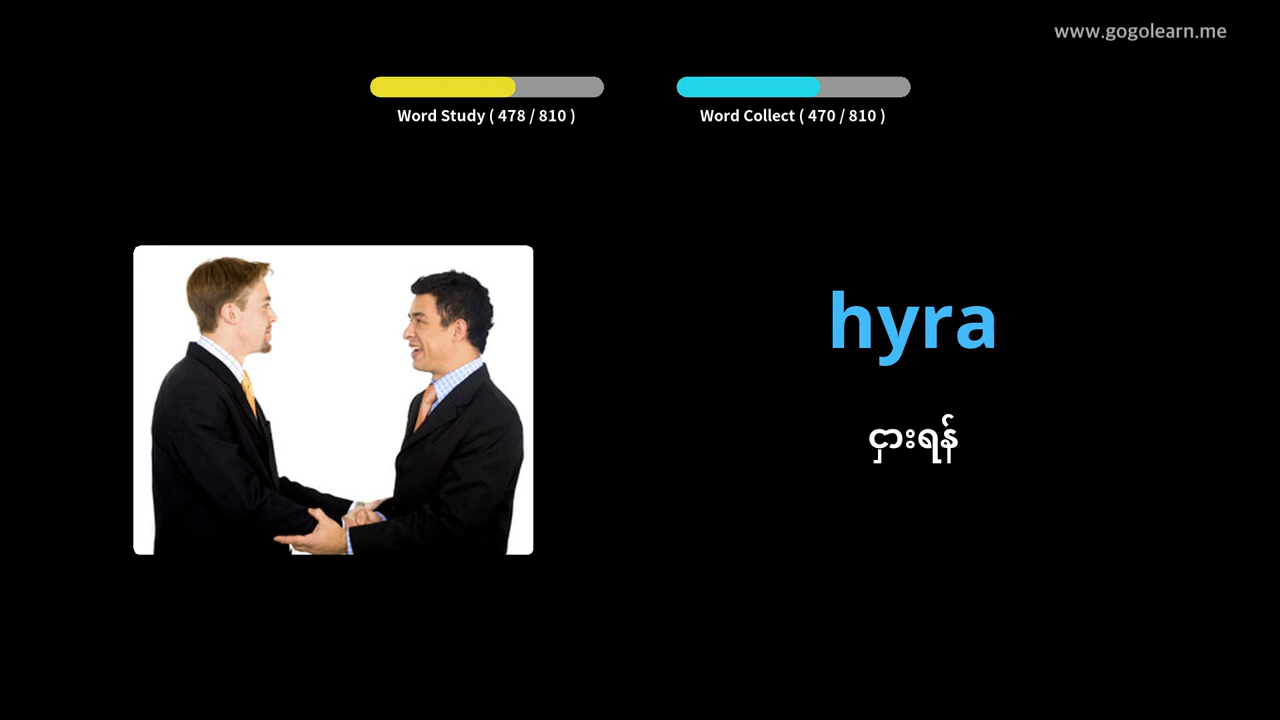 www.gogolearn.me
Word Study ( 478 / 810 )
Word Collect ( 470 / 810 )
hyra
ငှားရန်